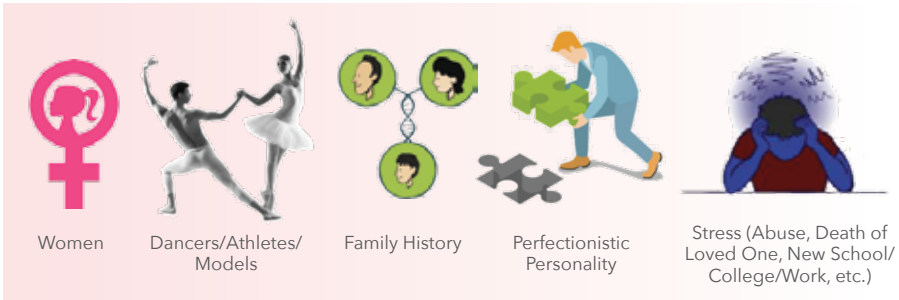 Women
Dancers/Athletes/
Models
Family History
Perfectionistic
Personality
Stress (Abuse, Death of
Loved One, New School/
College/Work, etc.)